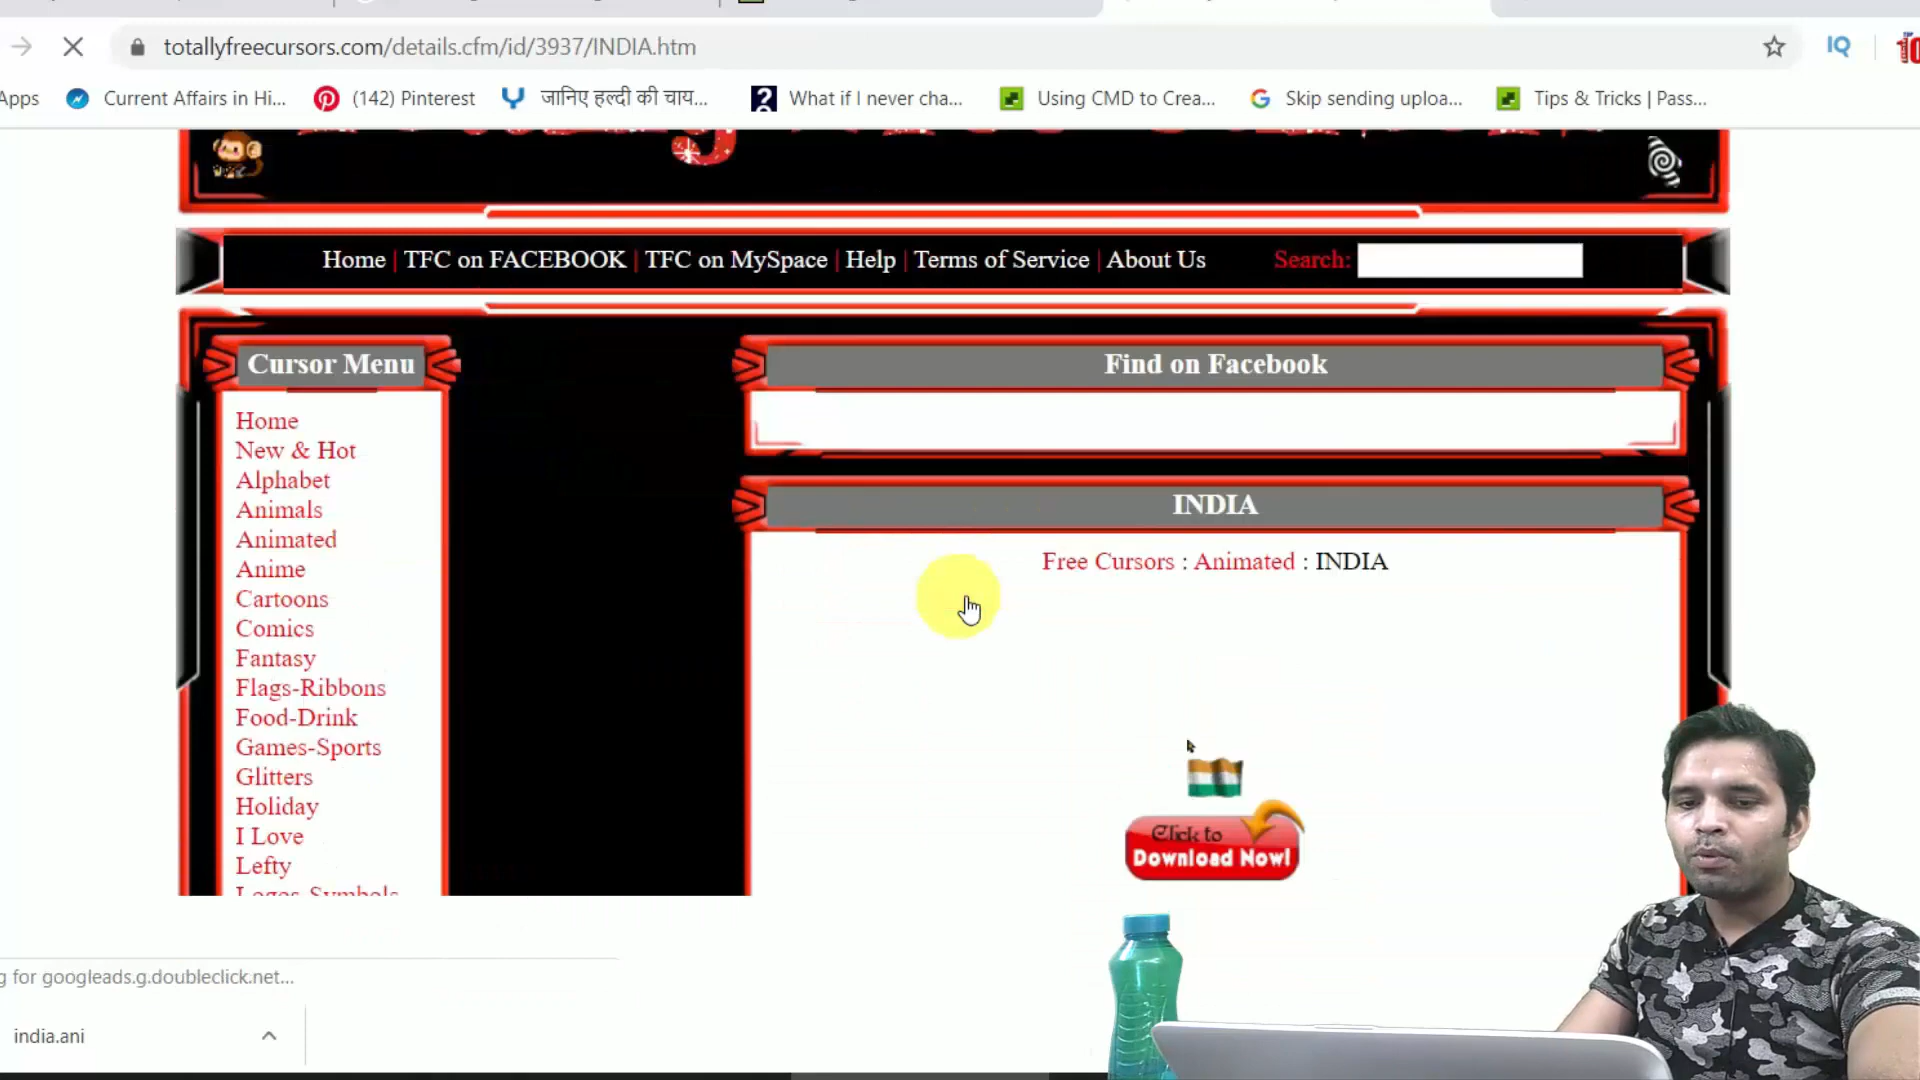 totallyfreecursors.com/details.cfm/id/3937/INDIA.htm
IQ
Apps
Current Affairs in Hi...
(142) Pinterest
जानिए हल्दी की चाय...
What if I never cha...
Using CMD to Crea...
Skip sending uploa...
Tips & Tricks | Pass...
Home | TFC on FACEBOOK | TFC on MySpace | Help | Terms of Service | About Us
Search:
Cursor Menu
Home
New & Hot
Alphabet
Animals
Animated
Anime
Cartoons
Comics
Fantasy
Flags-Ribbons
Food-Drink
Games-Sports
Glitters
Holiday
I Love
Lefty
Logos-Symbols
Find on Facebook
INDIA
Free Cursors : Animated : INDIA
Click to
Download Now!
g for googleads.g.doubleclick.net...
india.ani